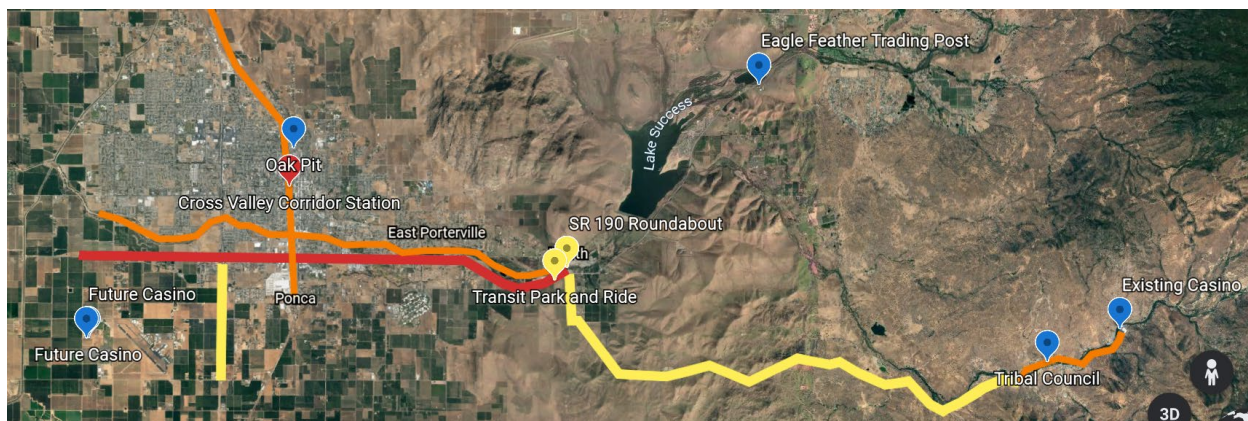 Eagle Feather Trading Post
Lake Success
Oak Pit
Cross Valley Corridor Station
SR 190 Roundabout
East Porterville
th
Transit Park and Ride
Future Casino
Ponca
Existing Casino
Future Casino
Tribal Council
3D